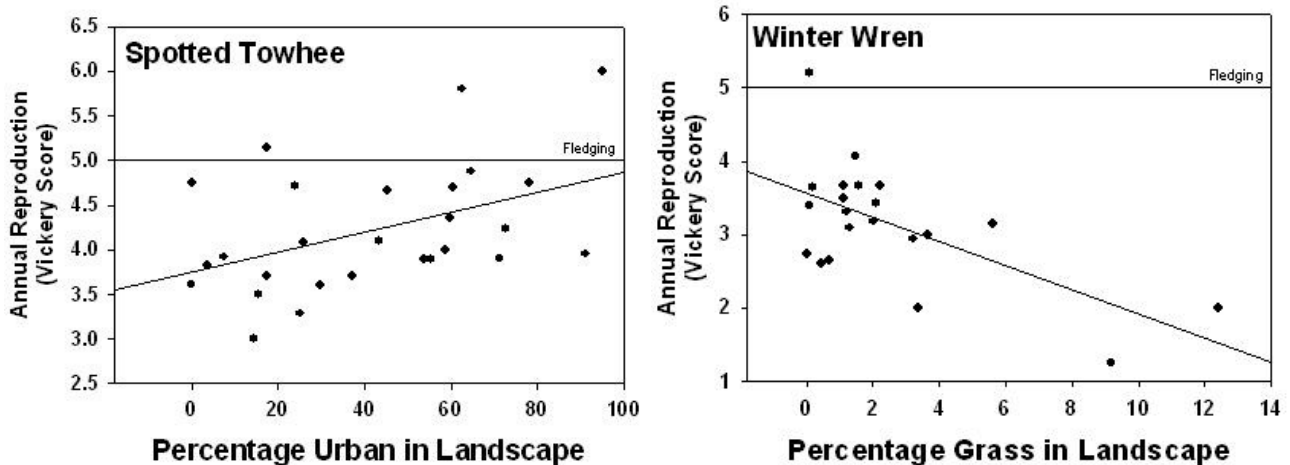 Spotted Towhee
Annual Reproduction
(Vickery Score)
6.5
6.0
5.5
5.0
4.5
4.0
3.5
3.0
2.5
Fledging
0 20 40 60 80 100
Percentage Urban in Landscape
Winter Wren
Annual Reproduction
(Vickery Score)
6
5
4
3
2
1
Fledging
0 2 4 6 8 10 12 14
Percentage Grass in Landscape